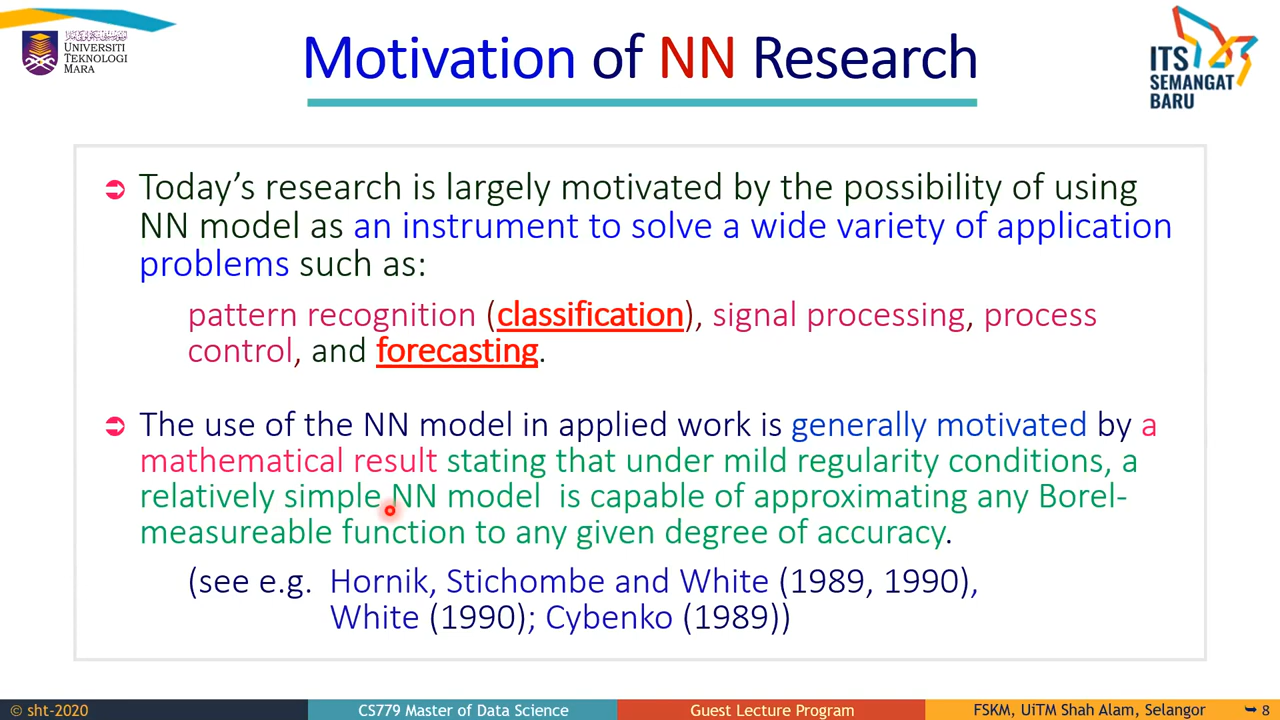 UNIVERSITI
TEKNOLOGI
MARA
Motivation of NN Research
ITS
SEMANGAT
BARU
Today's research is largely motivated by the possibility of using
NN model as an instrument to solve a wide variety of application
problems such as:
pattern recognition (classification), signal processing, process
control, and forecasting.
The use of the NN model in applied work is generally motivated by a
mathematical result stating that under mild regularity conditions, a
relatively simple NN model is capable of approximating any Borel-
measureable function to any given degree of accuracy.
(see e.g. Hornik, Stichombe and White (1989, 1990),
White (1990); Cybenko (1989))
© sht-2020
CS779 Master of Data Science
Guest Lecture Program
FSKM, UiTM Shah Alam, Selangor
➥ 8